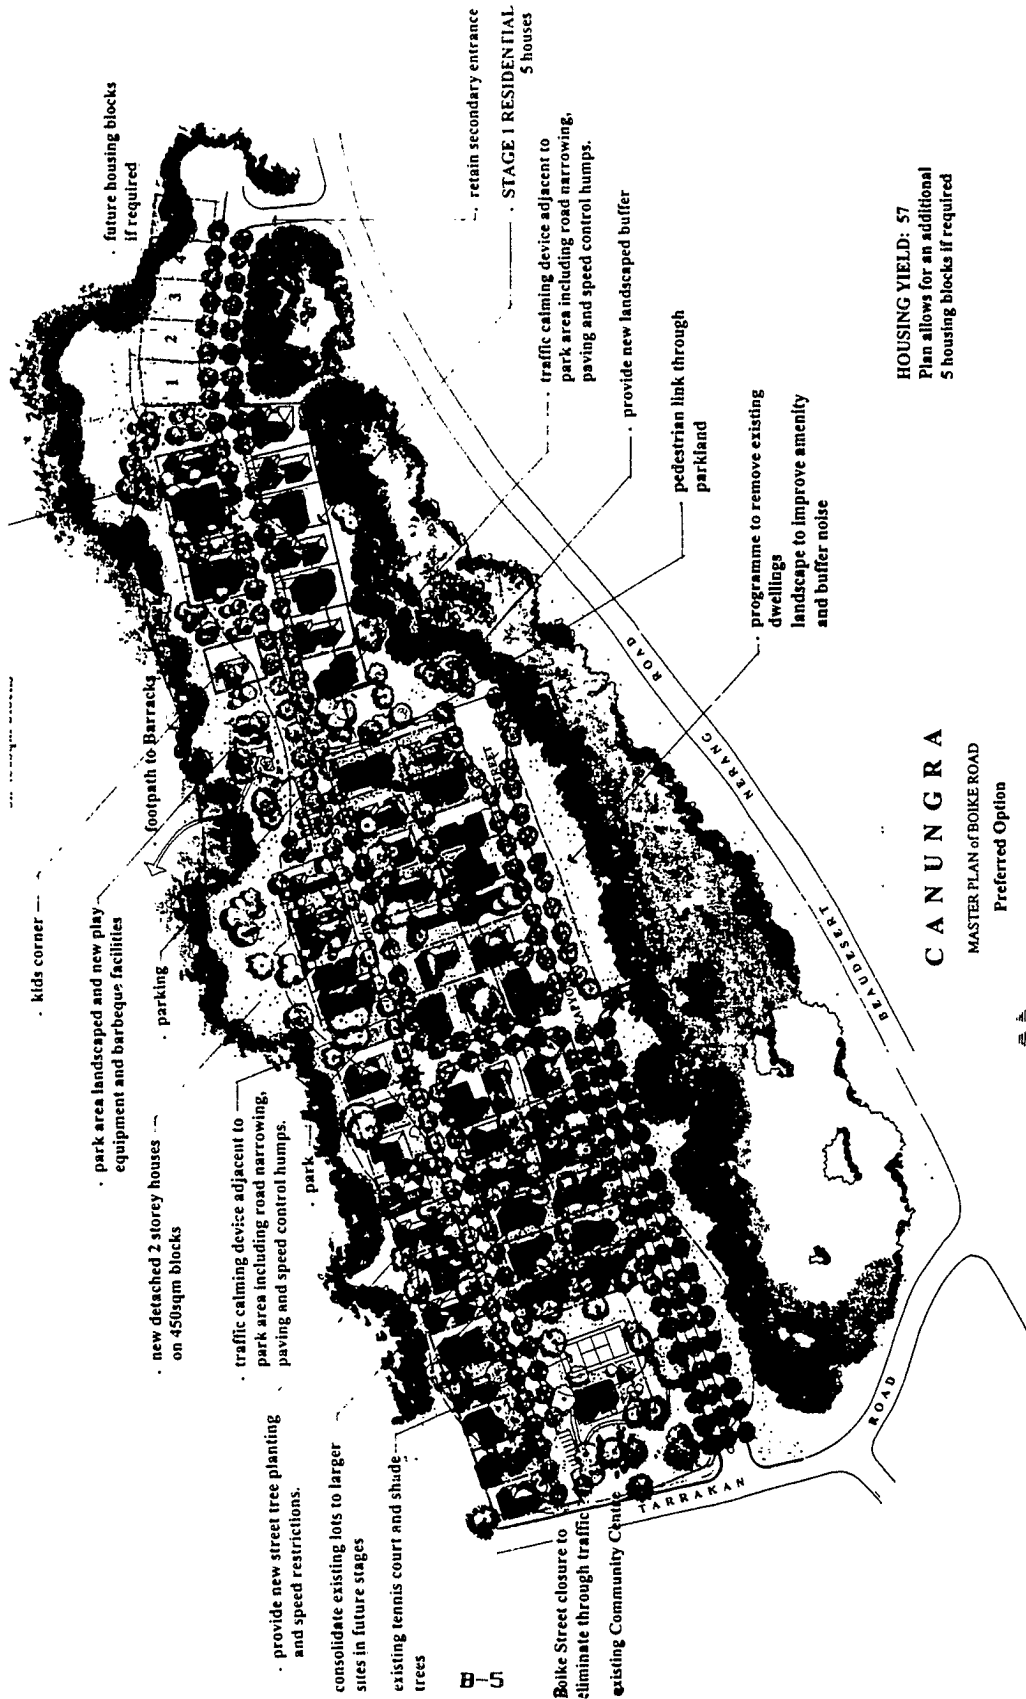 . kids corner
. park area landscaped and new play
equipment and barbeque facilities
. parking
footpath to Barracks
. new detached 2 storey houses
on 450sqm blocks
. traffic calming device adjacent to
park area including road narrowing,
paving and speed control humps.
. park
. provide new street tree planting
and speed restrictions.
consolidate existing lots to larger
sites in future stages
existing tennis court and shade
trees
Boike Street closure to
eliminate through traffic
existing Community Centre
. future housing blocks
if required
1
2
3
4
. retain secondary entrance
. STAGE 1 RESIDENTIAL
5 houses
. traffic calming device adjacent to
park area including road narrowing,
paving and speed control humps.
. provide new landscaped buffer
pedestrian link through
parkland
. programme to remove existing
dwellings
landscape to improve amenity
and buffer noise
STREET
TARRAKAN ROAD
BEAUDESERT NERANG ROAD
HOUSING YIELD: 57
Plan allows for an additional
5 housing blocks if required
CANUNGRA
MASTER PLAN of BOIKE ROAD
Preferred Option
B-5